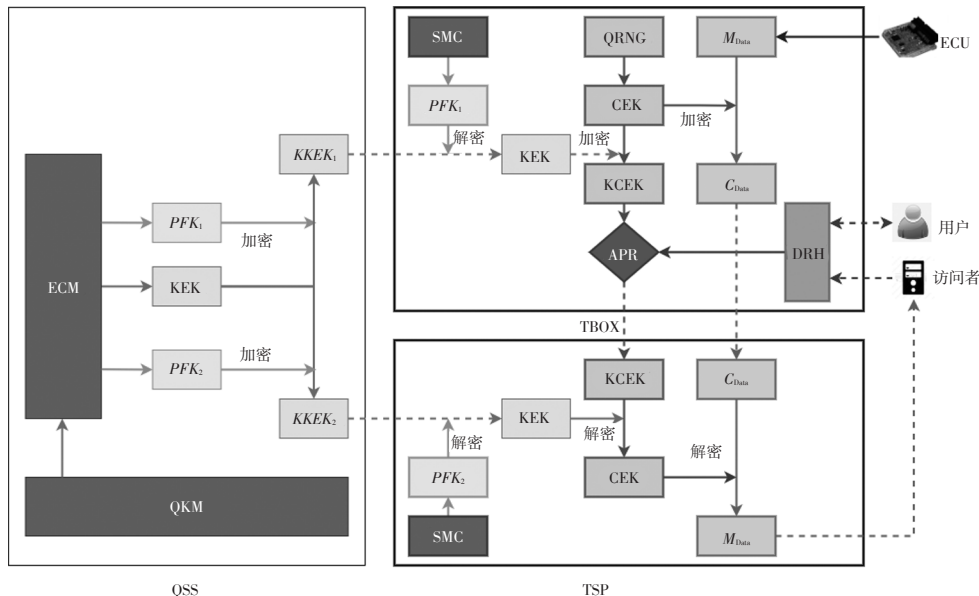 SMC
QRNG
M_Data
ECU
PFK₁
CEK
加密
解密
加密
KKEK₁
KEK
KCEK
C_Data
ECM
PFK₁
加密
KEK
PFK₂
加密
KKEK₂
APR
DRH
用户
访问者
TBOX
KCEK
C_Data
KEK
解密
解密
解密
PFK₂
CEK
QKM
SMC
M_Data
QSS
TSP